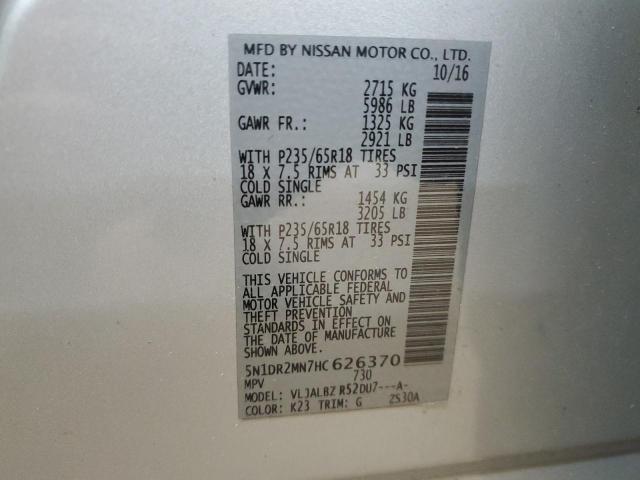 MFD BY NISSAN MOTOR CO., LTD.
DATE: 10/16
GVWR: 2715 KG
5986 LB
GAWR FR.: 1325 KG
2921 LB
WITH P235/65R18 TIRES
18 X 7.5 RIMS AT 33 PSI
COLD SINGLE
GAWR RR.: 1454 KG
3205 LB
WITH P235/65R18 TIRES
18 X 7.5 RIMS AT 33 PSI
COLD SINGLE
THIS VEHICLE CONFORMS TO
ALL APPLICABLE FEDERAL
MOTOR VEHICLE SAFETY AND
THEFT PREVENTION
STANDARDS IN EFFECT ON
THE DATE OF MANUFACTURE
SHOWN ABOVE.
5N1DR2MN7HC626370
MPV 730
MODEL: VLJALBZ R52DU7---A-
COLOR: K23 TRIM: G 2S30A